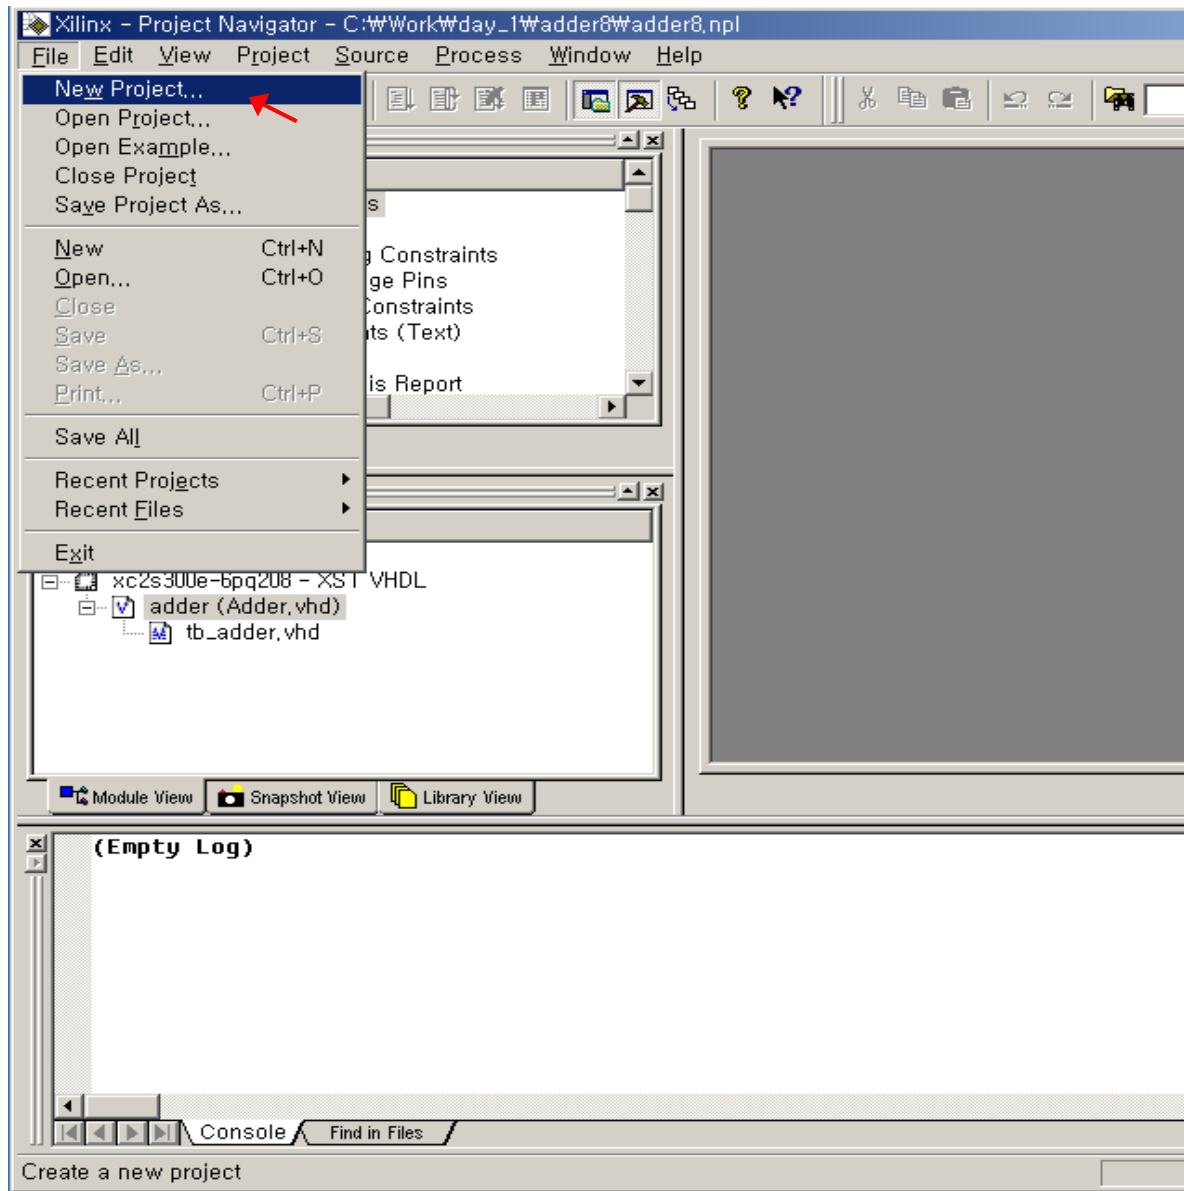 Xilinx - Project Navigator - C:₩Work₩day_1₩adder8₩adder8.npl
File Edit View Project Source Process Window Help
New Project...
Open Project...
Open Example...
Close Project
Save Project As...
New Ctrl+N
Open... Ctrl+O
Close
Save Ctrl+S
Save As...
Print... Ctrl+P
Save All
Recent Projects
Recent Files
Exit
s
g Constraints
ge Pins
Constraints
its (Text)
is Report
xc2s300e-6pq208 - XST VHDL
adder (Adder.vhd)
tb_adder.vhd
Module View Snapshot View Library View
(Empty Log)
Console Find in Files
Create a new project